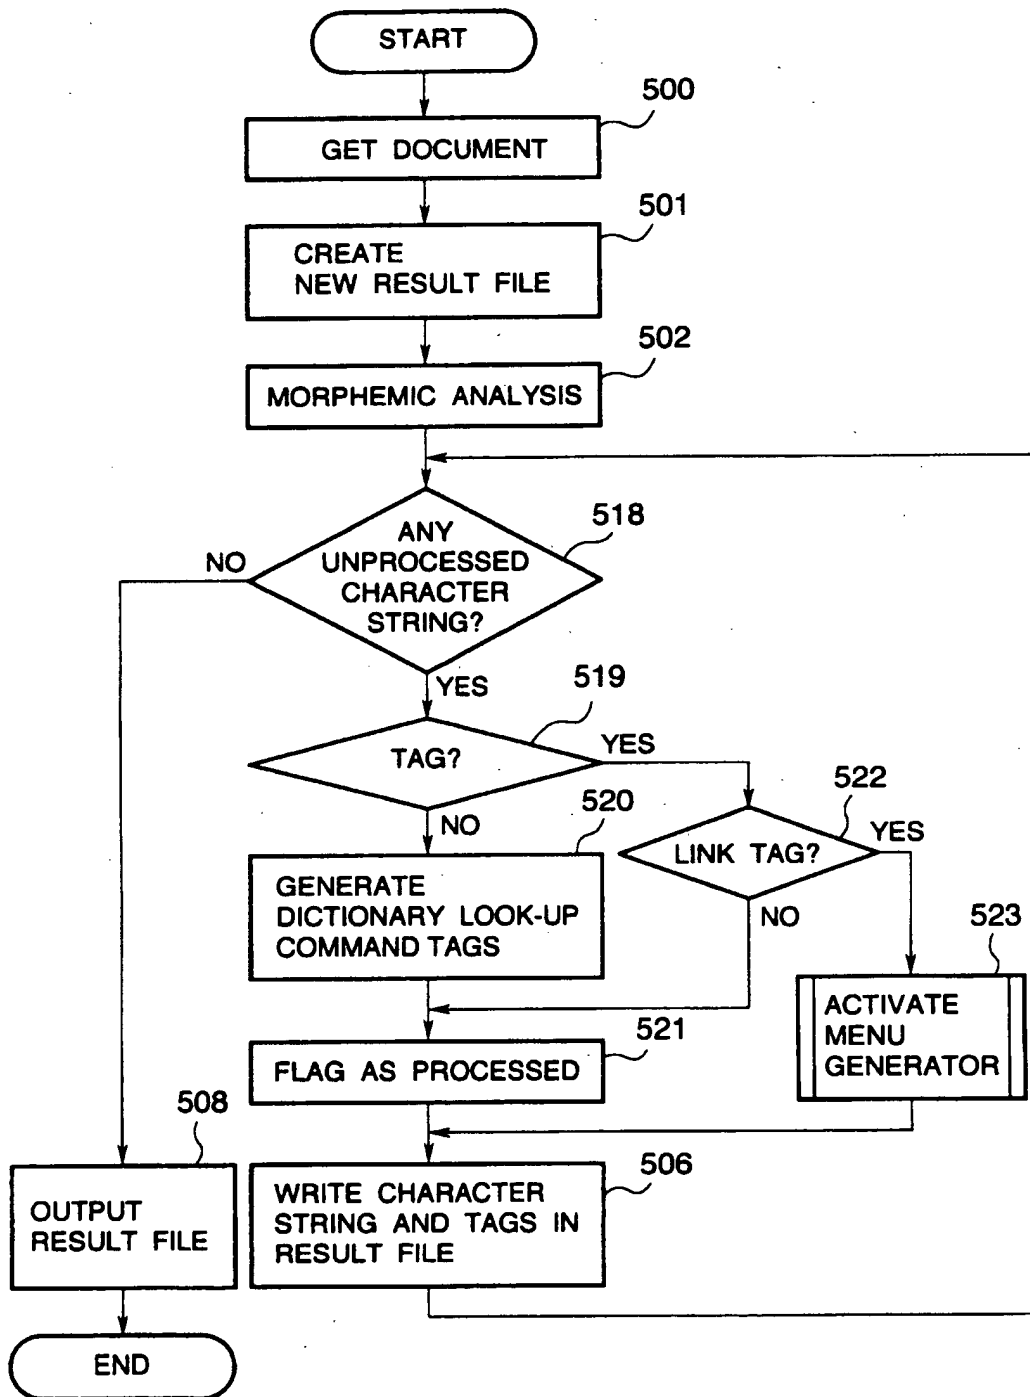 START
500
GET DOCUMENT
501
CREATE
NEW RESULT FILE
502
MORPHEMIC ANALYSIS
518
ANY
UNPROCESSED
CHARACTER
STRING?
NO
YES
519
TAG?
YES
NO
522
LINK TAG?
YES
NO
520
GENERATE
DICTIONARY LOOK-UP
COMMAND TAGS
523
ACTIVATE
MENU
GENERATOR
521
FLAG AS PROCESSED
508
OUTPUT
RESULT FILE
506
WRITE CHARACTER
STRING AND TAGS IN
RESULT FILE
END